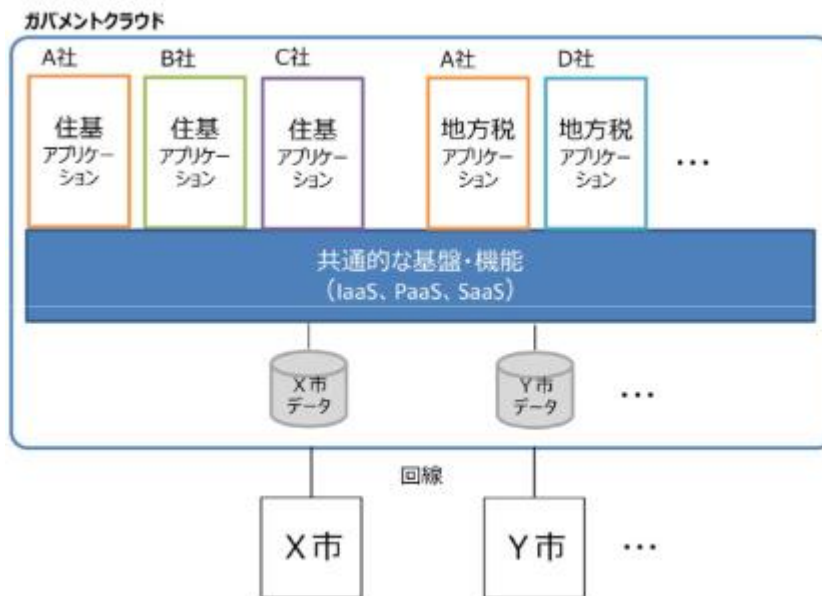 ガバメントクラウド
A社
B社
C社
A社
D社
住基
アプリケー
ション
住基
アプリケー
ション
住基
アプリケー
ション
地方税
アプリケー
ション
地方税
アプリケー
ション
…
共通的な基盤・機能
(IaaS、PaaS、SaaS)
X市
データ
Y市
データ
…
回線
X市
Y市
…